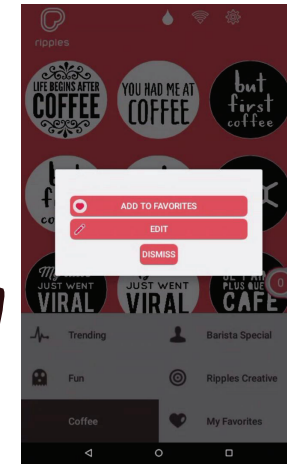 ripples
LIFE BEGINS AFTER
COFFEE
YOU HAD ME AT
COFFEE
but
first
coffee
ADD TO FAVORITES
EDIT
DISMISS
JUST WENT
VIRAL
JUST WENT
VIRAL
PLUS QUE
CAFE
0
Trending
Barista Special
Fun
Ripples Creative
Coffee
My Favorites